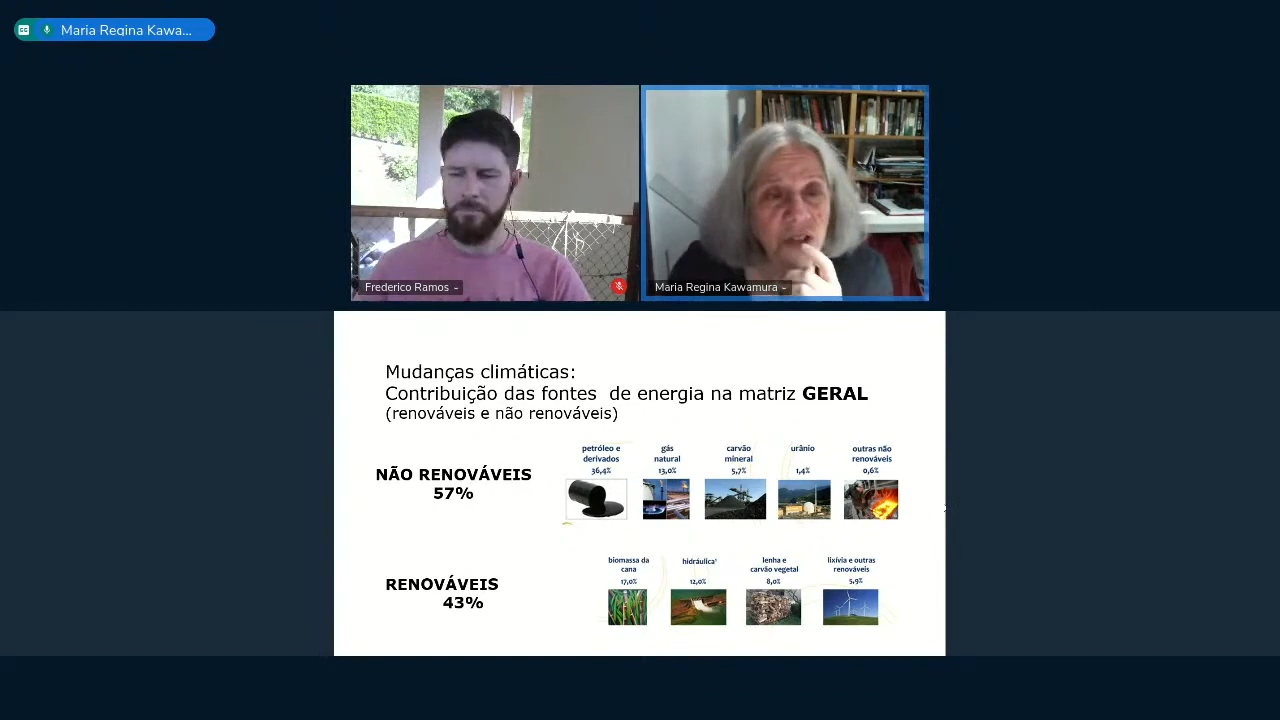 Maria Regina Kawa...
Frederico Ramos
Maria Regina Kawamura
Mudanças climáticas:
Contribuição das fontes de energia na matriz GERAL
(renováveis e não renováveis)
NÃO RENOVÁVEIS
57%
petróleo e
derivados
36,4%
gás
natural
13,0%
carvão
mineral
5,7%
urânio
1,4%
outras não
renováveis
0,6%
RENOVÁVEIS
43%
biomassa da
cana
17,0%
hidráulica¹
12,0%
lenha e
carvão vegetal
8,0%
lixívia e outras
renováveis
5,9%